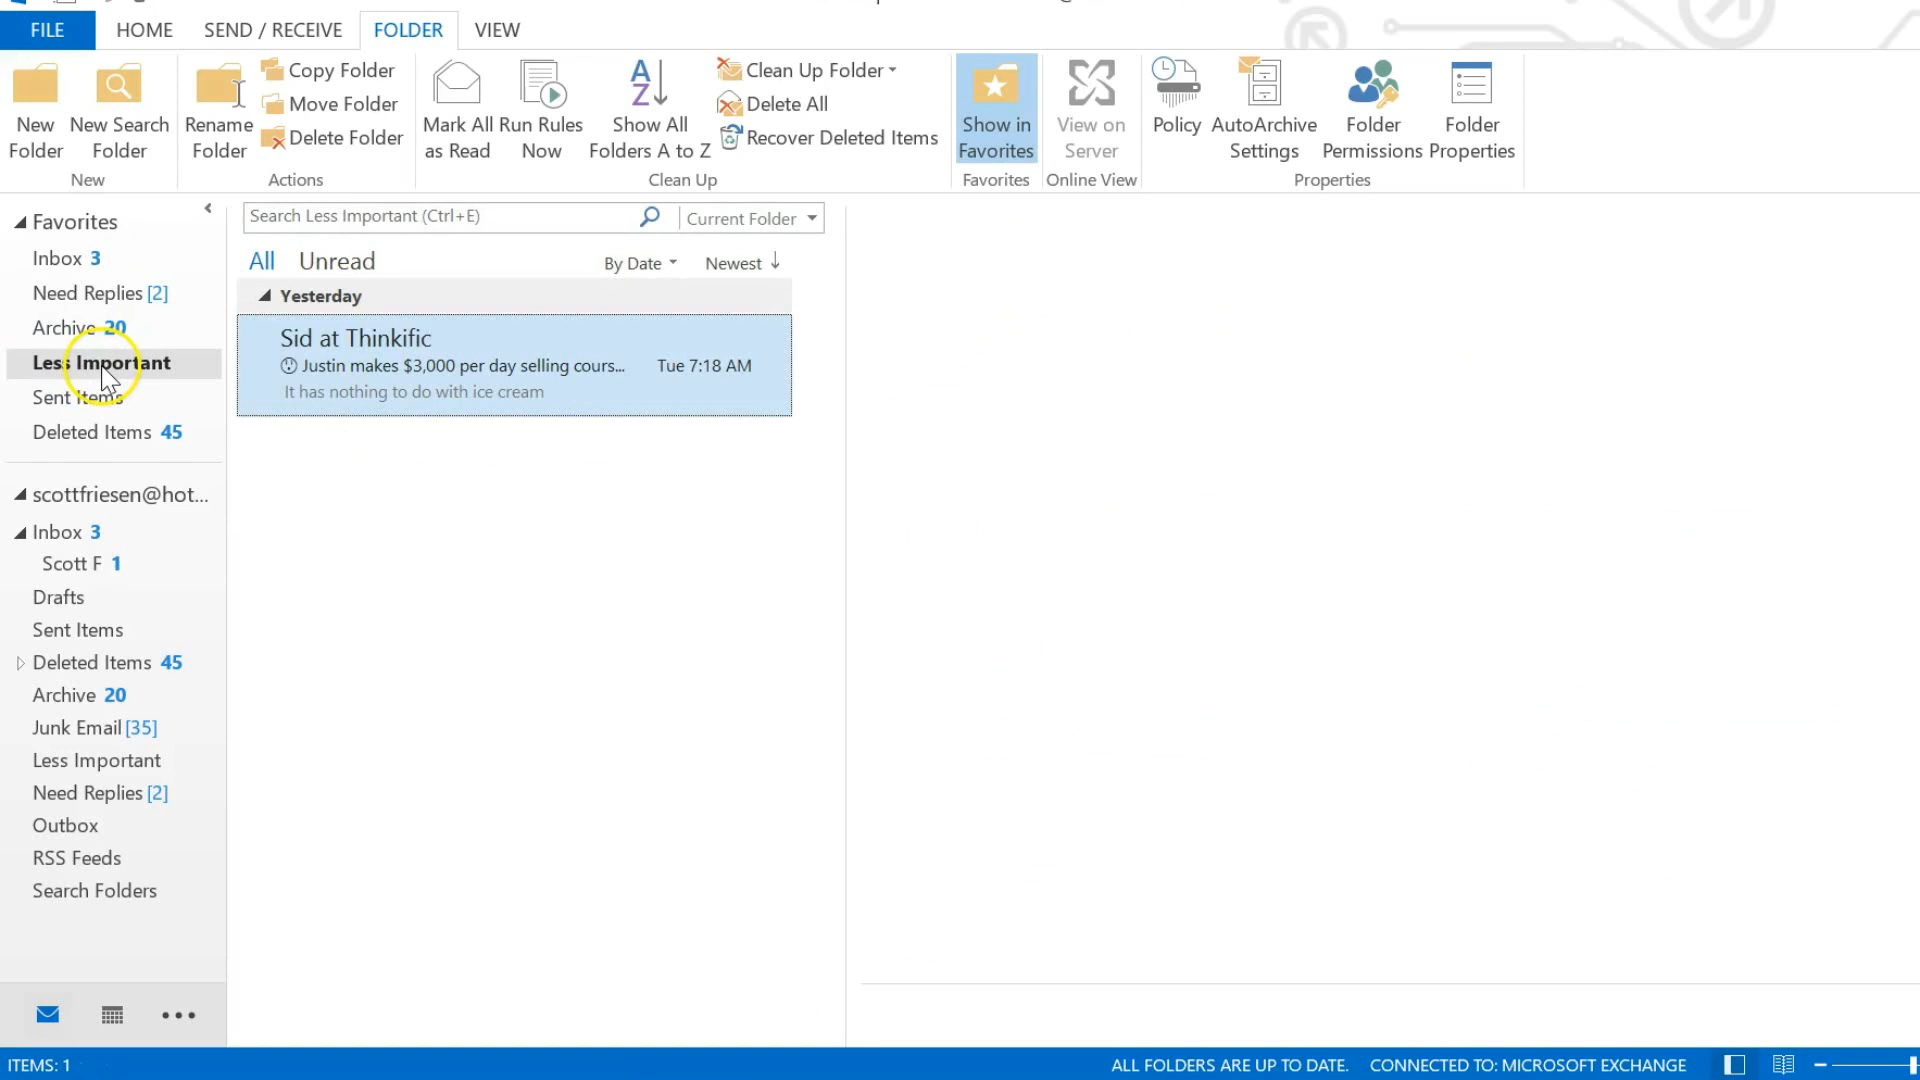 FILE HOME SEND / RECEIVE FOLDER VIEW
New Folder
New Search Folder
New
Rename Folder
Copy Folder
Move Folder
Delete Folder
Actions
Mark All as Read
Run Rules Now
Show All Folders A to Z
Clean Up Folder
Delete All
Recover Deleted Items
Clean Up
Show in Favorites
Favorites
View on Server
Online View
Policy
AutoArchive Settings
Folder Permissions
Folder Properties
Properties
Favorites
Inbox 3
Need Replies [2]
Archive 20
Less Important
Sent Items
Deleted Items 45
scottfriesen@hot...
Inbox 3
Scott F 1
Drafts
Sent Items
Deleted Items 45
Archive 20
Junk Email [35]
Less Important
Need Replies [2]
Outbox
RSS Feeds
Search Folders
Search Less Important (Ctrl+E) Current Folder
All Unread By Date Newest
Yesterday
Sid at Thinkific
Justin makes $3,000 per day selling cours... Tue 7:18 AM
It has nothing to do with ice cream
ITEMS: 1 ALL FOLDERS ARE UP TO DATE. CONNECTED TO: MICROSOFT EXCHANGE